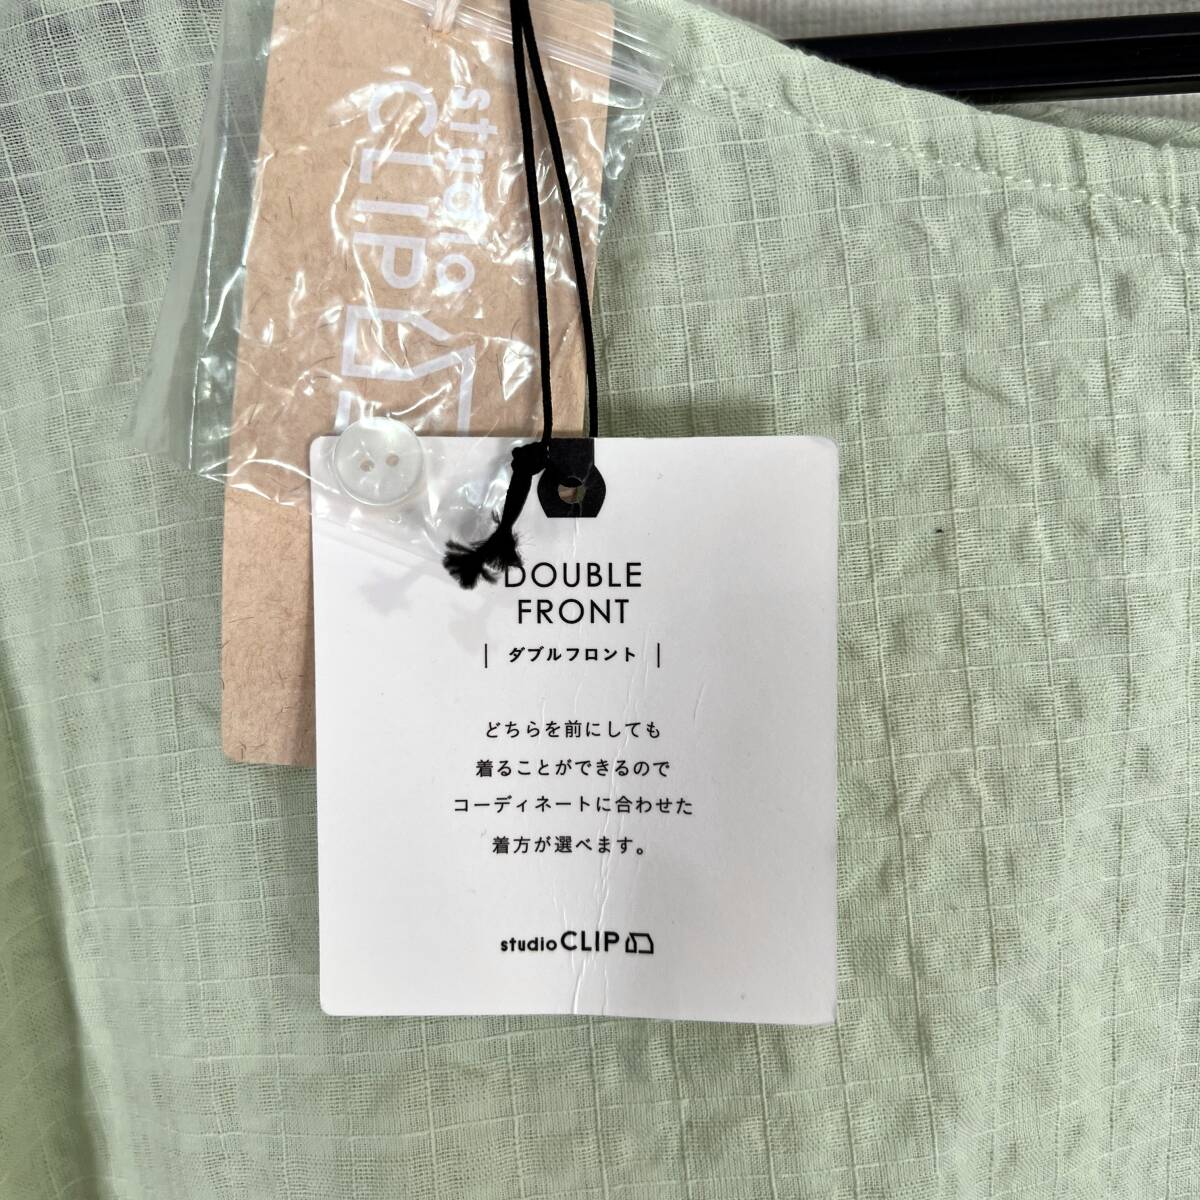 studio
CLIP
DOUBLE
FRONT
| ダブルフロント |
どちらを前にしても
着ることができるので
コーディネートに合わせた
着方が選べます。
studio CLIP